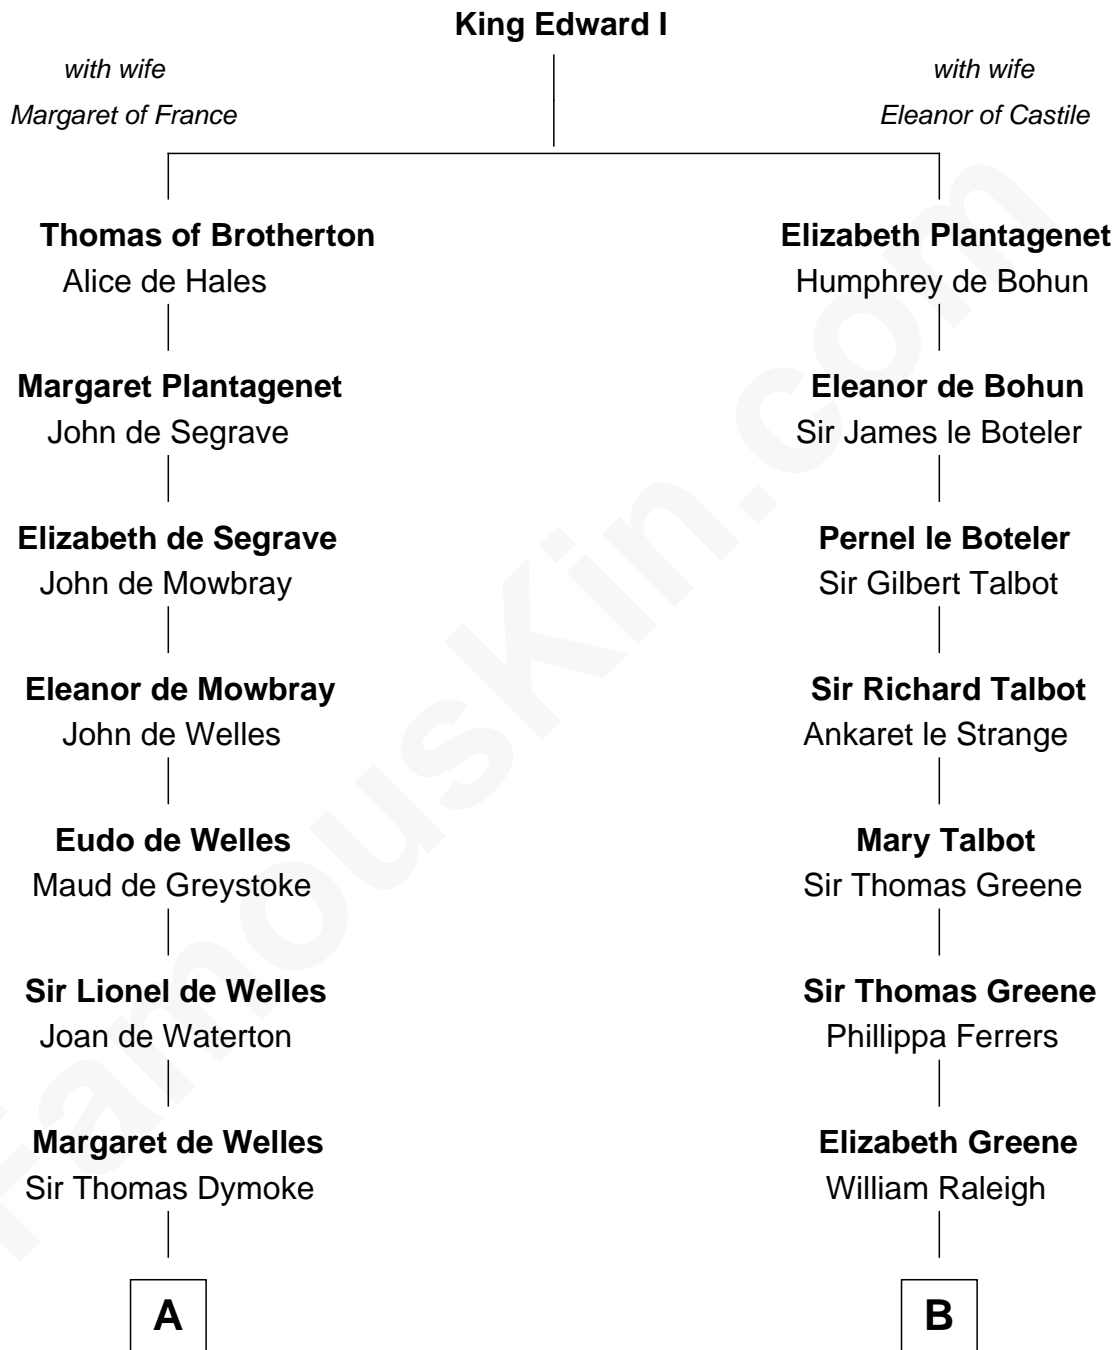 King Edward I
with wife
Margaret of France
with wife
Eleanor of Castile
Thomas of Brotherton
Alice de Hales
Elizabeth Plantagenet
Humphrey de Bohun
Margaret Plantagenet
John de Segrave
Eleanor de Bohun
Sir James le Boteler
Elizabeth de Segrave
John de Mowbray
Pernel le Boteler
Sir Gilbert Talbot
Eleanor de Mowbray
John de Welles
Sir Richard Talbot
Ankaret le Strange
Eudo de Welles
Maud de Greystoke
Mary Talbot
Sir Thomas Greene
Sir Lionel de Welles
Joan de Waterton
Sir Thomas Greene
Phillippa Ferrers
Margaret de Welles
Sir Thomas Dymoke
Elizabeth Greene
William Raleigh
A
B
FamousKin.com